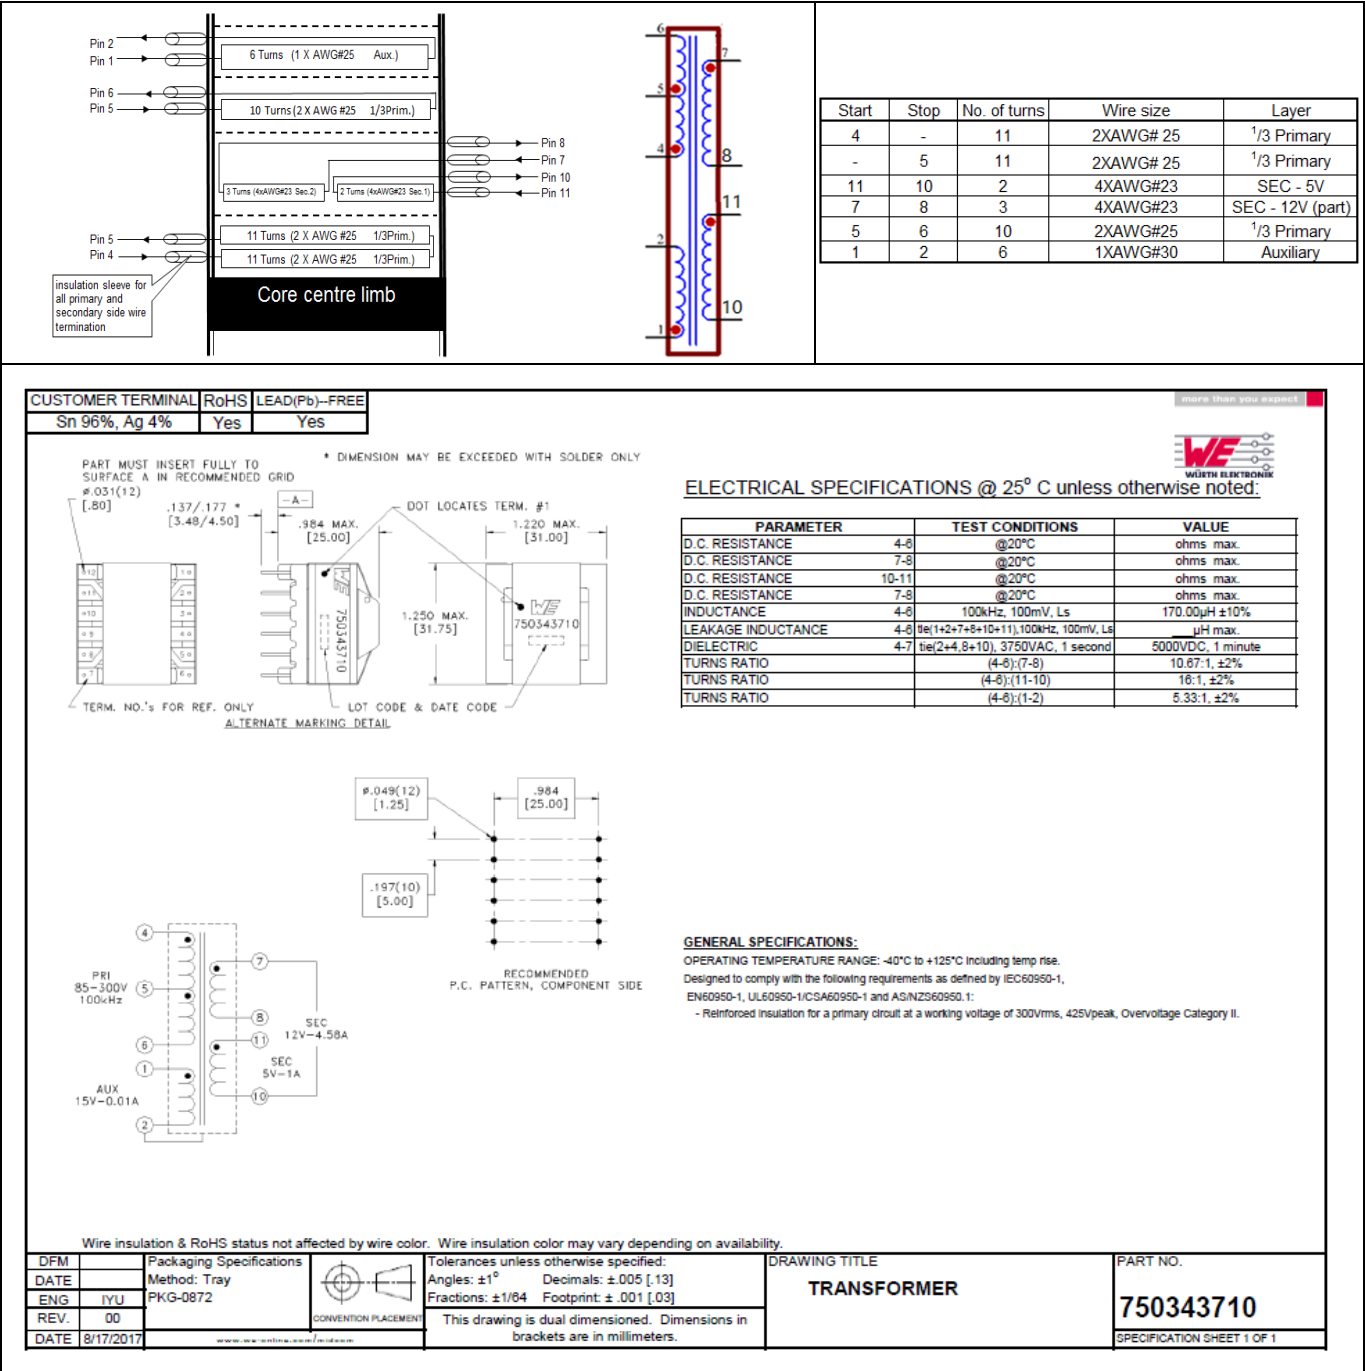 Pin 2
Pin 1
6 Turns (1 X AWG#25 Aux.)
Pin 6
Pin 5
10 Turns (2 X AWG #25 1/3Prim.)
Pin 8
Pin 7
Pin 10
Pin 11
3 Turns (4xAWG#23 Sec.2)
2 Turns (4xAWG#23 Sec.1)
Pin 5
Pin 4
11 Turns (2 X AWG #25 1/3Prim.)
11 Turns (2 X AWG #25 1/3Prim.)
insulation sleeve for
all primary and
secondary side wire
termination
Core centre limb
6
7
5
4
8
11
2
10
1
Start Stop No. of turns Wire size Layer
4 - 11 2XAWG# 25 1/3 Primary
- 5 11 2XAWG# 25 1/3 Primary
11 10 2 4XAWG#23 SEC - 5V
7 8 3 4XAWG#23 SEC - 12V (part)
5 6 10 2XAWG#25 1/3 Primary
1 2 6 1XAWG#30 Auxiliary
CUSTOMER TERMINAL RoHS LEAD(Pb)--FREE
Sn 96%, Ag 4% Yes Yes
more than you expect
WE
WÜRTH ELEKTRONIK
PART MUST INSERT FULLY TO
SURFACE A IN RECOMMENDED GRID
* DIMENSION MAY BE EXCEEDED WITH SOLDER ONLY
ø.031(12)
[.80]
.137/.177 *
[3.48/4.50]
-A-
.984 MAX.
[25.00]
DOT LOCATES TERM. #1
1.220 MAX.
[31.00]
12 1
11 2
10 3
9 4
8 5
7 6
WE 750343710
1.250 MAX.
[31.75]
WE
750343710
TERM. NO.'s FOR REF. ONLY
LOT CODE & DATE CODE
ALTERNATE MARKING DETAIL
ELECTRICAL SPECIFICATIONS @ 25° C unless otherwise noted:
PARAMETER TEST CONDITIONS VALUE
D.C. RESISTANCE 4-6 @20°C ohms max.
D.C. RESISTANCE 7-8 @20°C ohms max.
D.C. RESISTANCE 10-11 @20°C ohms max.
D.C. RESISTANCE 7-8 @20°C ohms max.
INDUCTANCE 4-6 100kHz, 100mV, Ls 170.00µH ±10%
LEAKAGE INDUCTANCE 4-6 tie(1+2+7+8+10+11),100kHz, 100mV, Ls ___µH max.
DIELECTRIC 4-7 tie(2+4,8+10), 3750VAC, 1 second 5000VDC, 1 minute
TURNS RATIO (4-6):(7-8) 10.67:1, ±2%
TURNS RATIO (4-6):(11-10) 16:1, ±2%
TURNS RATIO (4-6):(1-2) 5.33:1, ±2%
ø.049(12)
[1.25]
.984
[25.00]
.197(10)
[5.00]
RECOMMENDED
P.C. PATTERN, COMPONENT SIDE
4
PRI
85-300V
100kHz
5
6
1
AUX
15V-0.01A
2
7
8
SEC
12V-4.58A
11
SEC
5V-1A
10
GENERAL SPECIFICATIONS:
OPERATING TEMPERATURE RANGE: -40°C to +125°C including temp rise.
Designed to comply with the following requirements as defined by IEC60950-1,
EN60950-1, UL60950-1/CSA60950-1 and AS/NZS60950.1:
- Reinforced insulation for a primary circuit at a working voltage of 300Vrms, 425Vpeak, Overvoltage Category II.
Wire insulation & RoHS status not affected by wire color. Wire insulation color may vary depending on availability.
DFM
DATE
ENG IYU
REV. 00
DATE 8/17/2017
Packaging Specifications
Method: Tray
PKG-0872
www.we-online.com/midcom
CONVENTION PLACEMENT
Tolerances unless otherwise specified:
Angles: ±1° Decimals: ±.005 [.13]
Fractions: ±1/64 Footprint: ± .001 [.03]
This drawing is dual dimensioned. Dimensions in
brackets are in millimeters.
DRAWING TITLE
TRANSFORMER
PART NO.
750343710
SPECIFICATION SHEET 1 OF 1